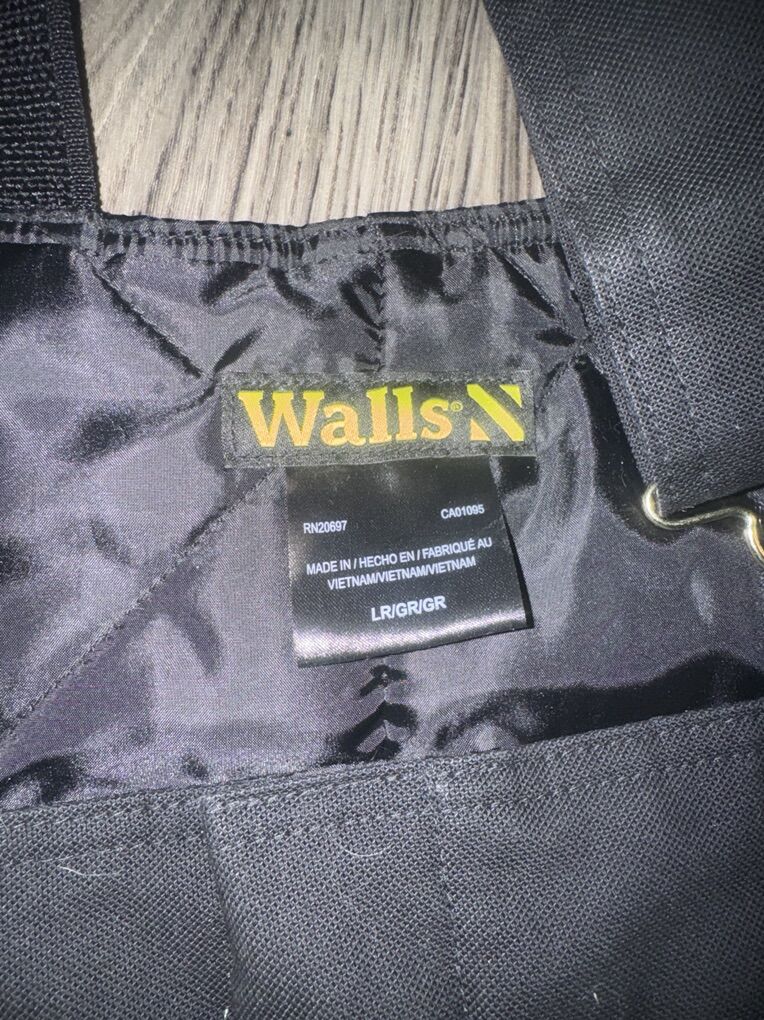 Walls®
RN20697 CA01095
MADE IN / HECHO EN / FABRIQUÉ AU
VIETNAM/VIETNAM/VIETNAM
LR/GR/GR